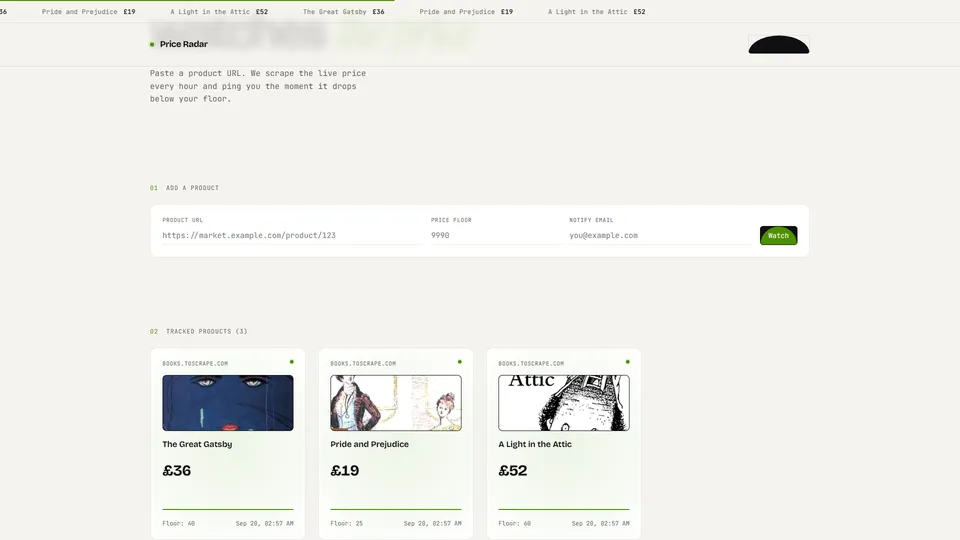 36 Pride and Prejudice £19 A Light in the Attic £52 The Great Gatsby £36 Pride and Prejudice £19 A Light in the Attic £52
Price Radar
Paste a product URL. We scrape the live price
every hour and ping you the moment it drops
below your floor.
01 ADD A PRODUCT
PRODUCT URL PRICE FLOOR NOTIFY EMAIL
https://market.example.com/product/123 9990 you@example.com Watch
02 TRACKED PRODUCTS (3)
BOOKS.TOSCRAPE.COM BOOKS.TOSCRAPE.COM BOOKS.TOSCRAPE.COM
Attic
The Great Gatsby Pride and Prejudice A Light in the Attic
£36 £19 £52
Floor: 40 Sep 20, 02:57 AM Floor: 25 Sep 20, 02:57 AM Floor: 60 Sep 20, 02:57 AM